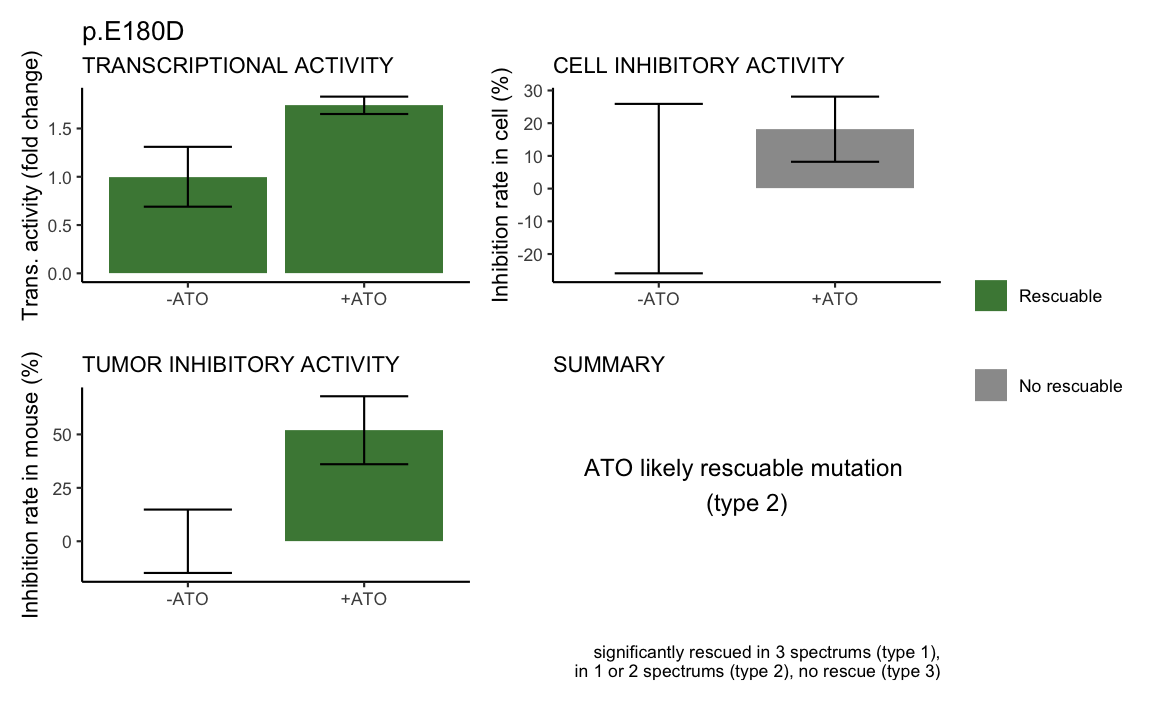 p.E180D
TRANSCRIPTIONAL ACTIVITY
Trans. activity (fold change)
1.5
1.0
0.5
0.0
-ATO
+ATO
CELL INHIBITORY ACTIVITY
Inhibition rate in cell (%)
30
20
10
0
-10
-20
-ATO
+ATO
Rescuable
No rescuable
TUMOR INHIBITORY ACTIVITY
Inhibition rate in mouse (%)
50
25
0
-ATO
+ATO
SUMMARY
ATO likely rescuable mutation
(type 2)
significantly rescued in 3 spectrums (type 1),
in 1 or 2 spectrums (type 2), no rescue (type 3)